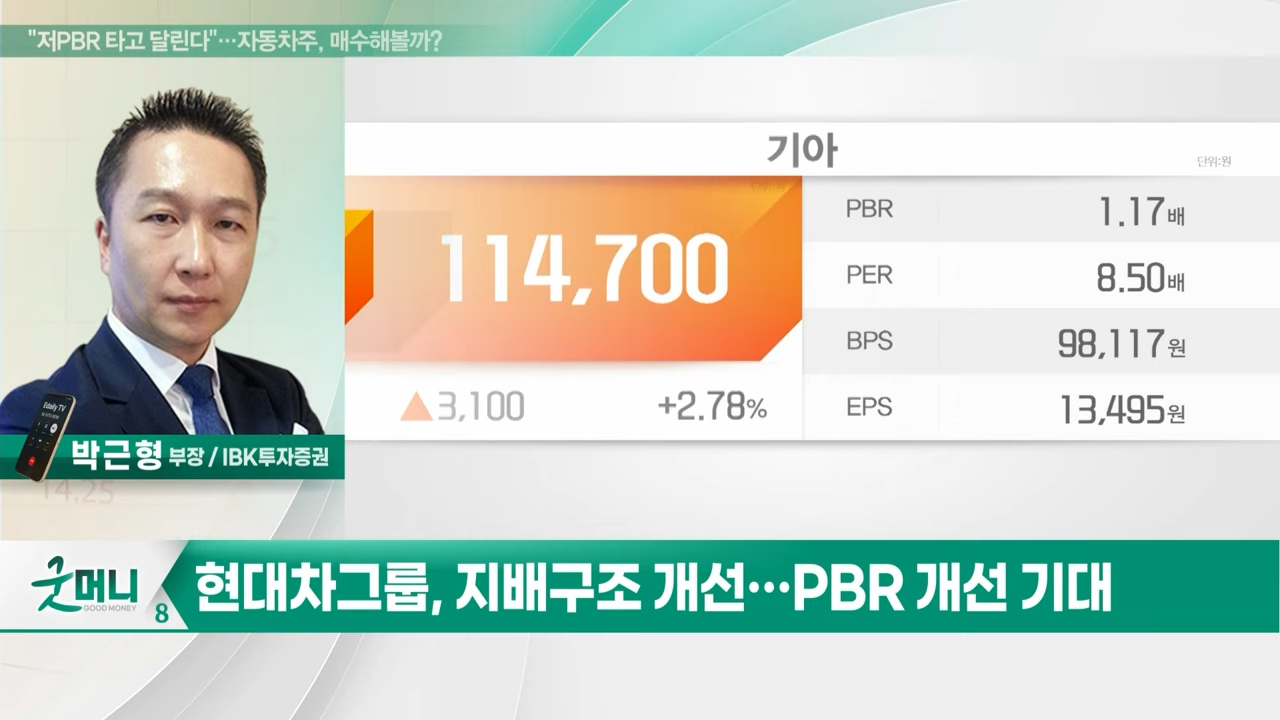 "저PBR 타고 달린다"…자동차주, 매수해볼까?
기아
단위:원
114,700
▲3,100 +2.78%
PBR 1.17배
PER 8.50배
BPS 98,117원
EPS 13,495원
Edaily TV
박근형 부장 / IBK투자증권
14.25
굿머니
GOOD MONEY
8
현대차그룹, 지배구조 개선…PBR 개선 기대